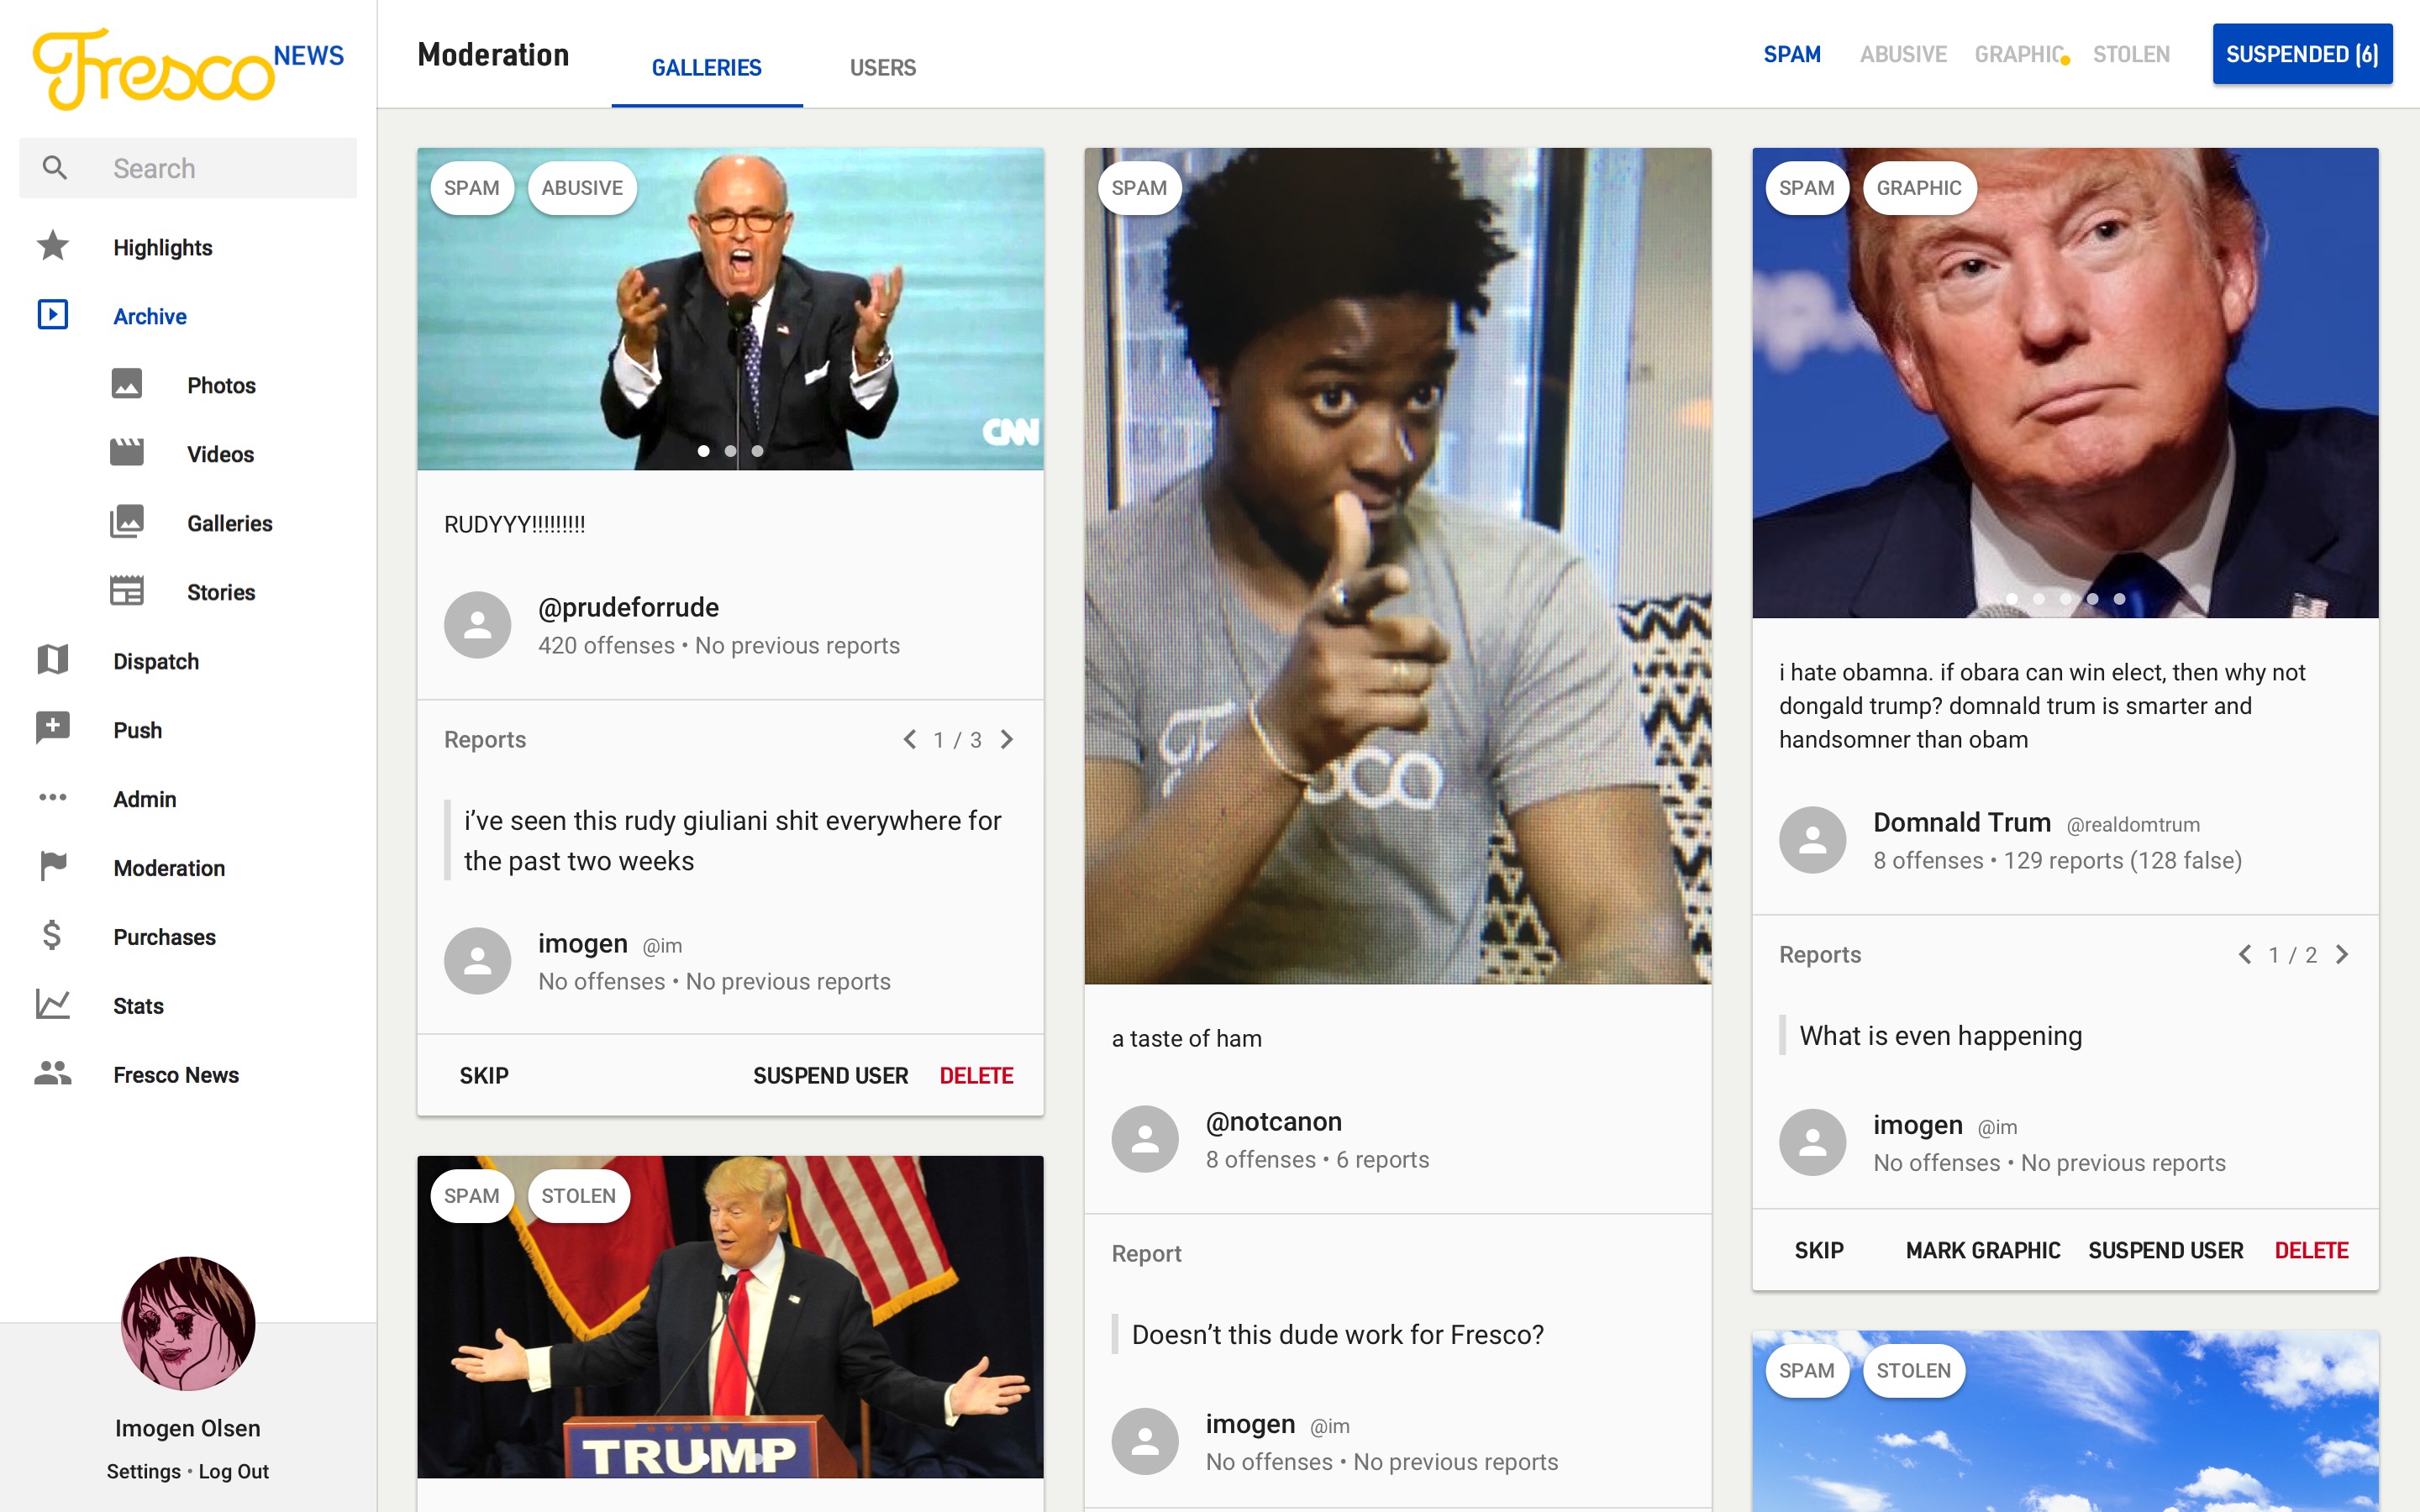 Fresco NEWS
Search
Highlights
Archive
Photos
Videos
Galleries
Stories
Dispatch
Push
Admin
Moderation
Purchases
Stats
Fresco News
Imogen Olsen
Settings • Log Out
Moderation
GALLERIES
USERS
SPAM
ABUSIVE
GRAPHIC
STOLEN
SUSPENDED (6)
SPAM
ABUSIVE
CNN
RUDYYY!!!!!!!!!
@prudeforrude
420 offenses • No previous reports
Reports
1 / 3
i’ve seen this rudy giuliani shit everywhere for
the past two weeks
imogen @im
No offenses • No previous reports
SKIP
SUSPEND USER
DELETE
SPAM
STOLEN
TRUMP
SPAM
a taste of ham
@notcanon
8 offenses • 6 reports
Report
Doesn’t this dude work for Fresco?
imogen @im
No offenses • No previous reports
SPAM
GRAPHIC
i hate obamna. if obara can win elect, then why not
dongald trump? domnald trum is smarter and
handsomner than obam
Domnald Trum @realdomtrum
8 offenses • 129 reports (128 false)
Reports
1 / 2
What is even happening
imogen @im
No offenses • No previous reports
SKIP
MARK GRAPHIC
SUSPEND USER
DELETE
SPAM
STOLEN